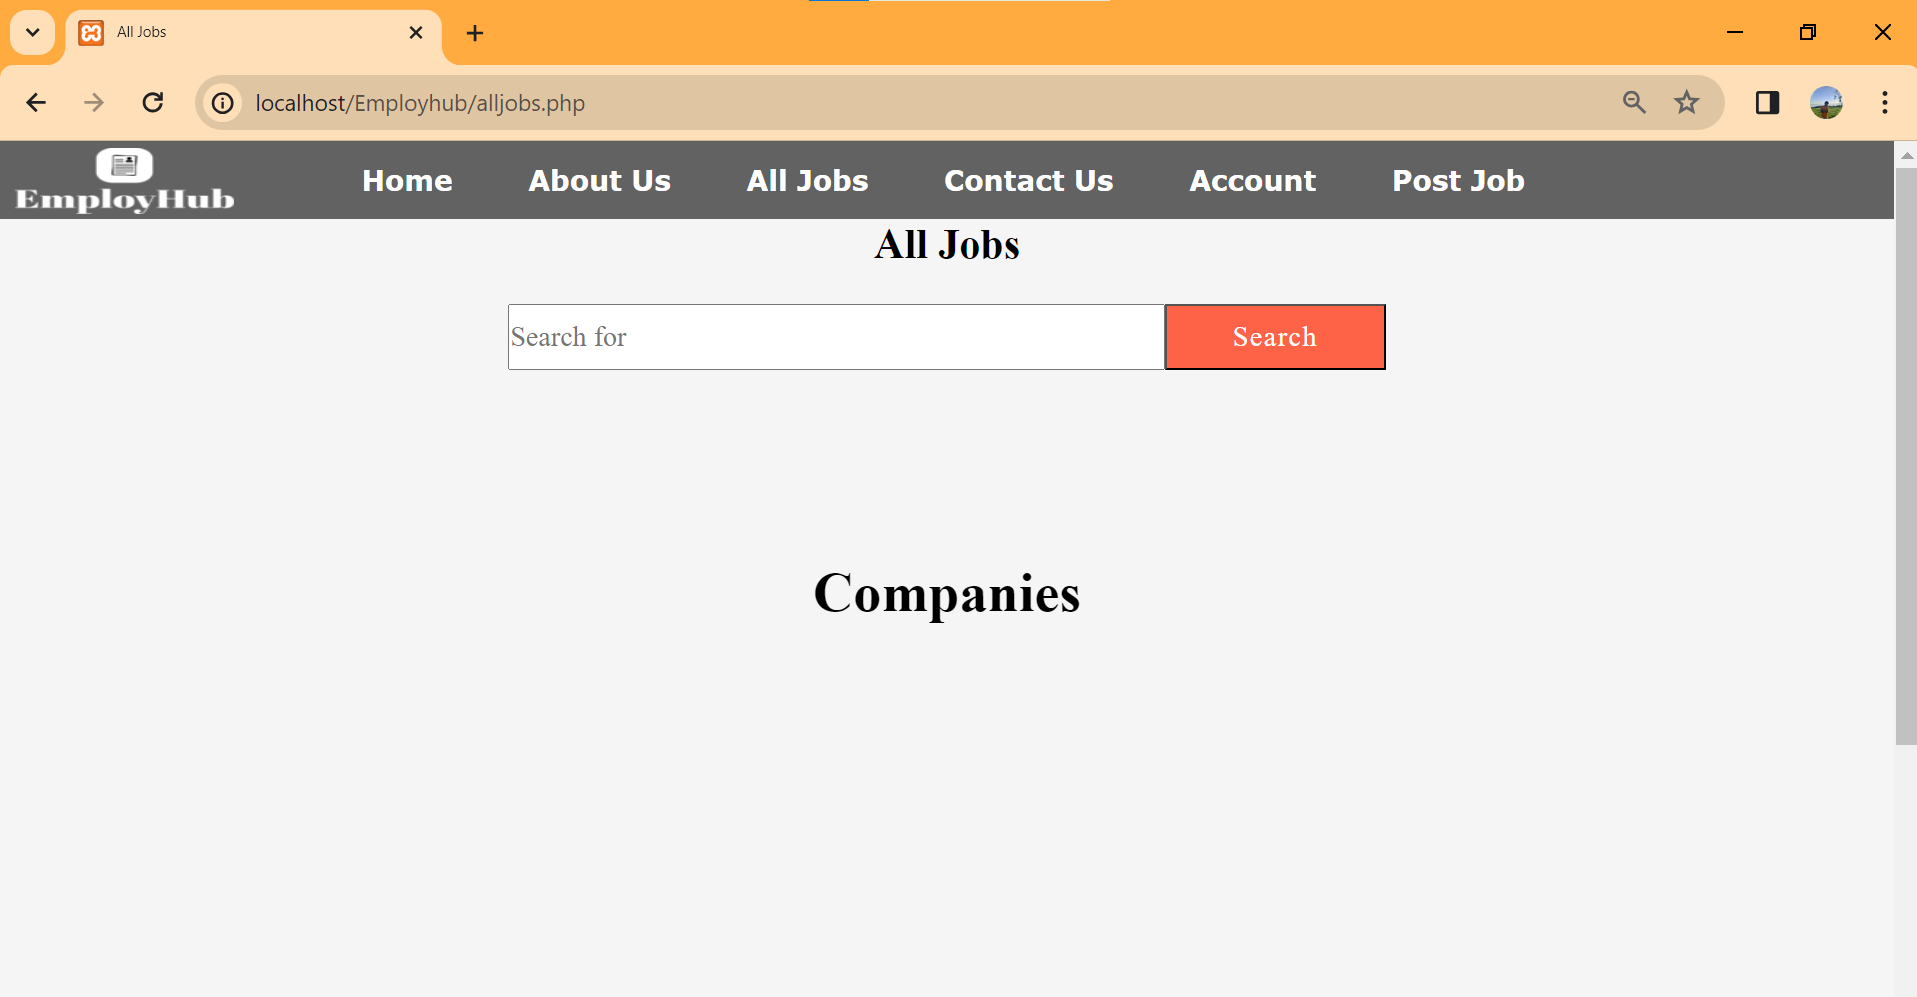 All Jobs
localhost/Employhub/alljobs.php
EmployHub
Home About Us All Jobs Contact Us Account Post Job
All Jobs
Search for Search
Companies